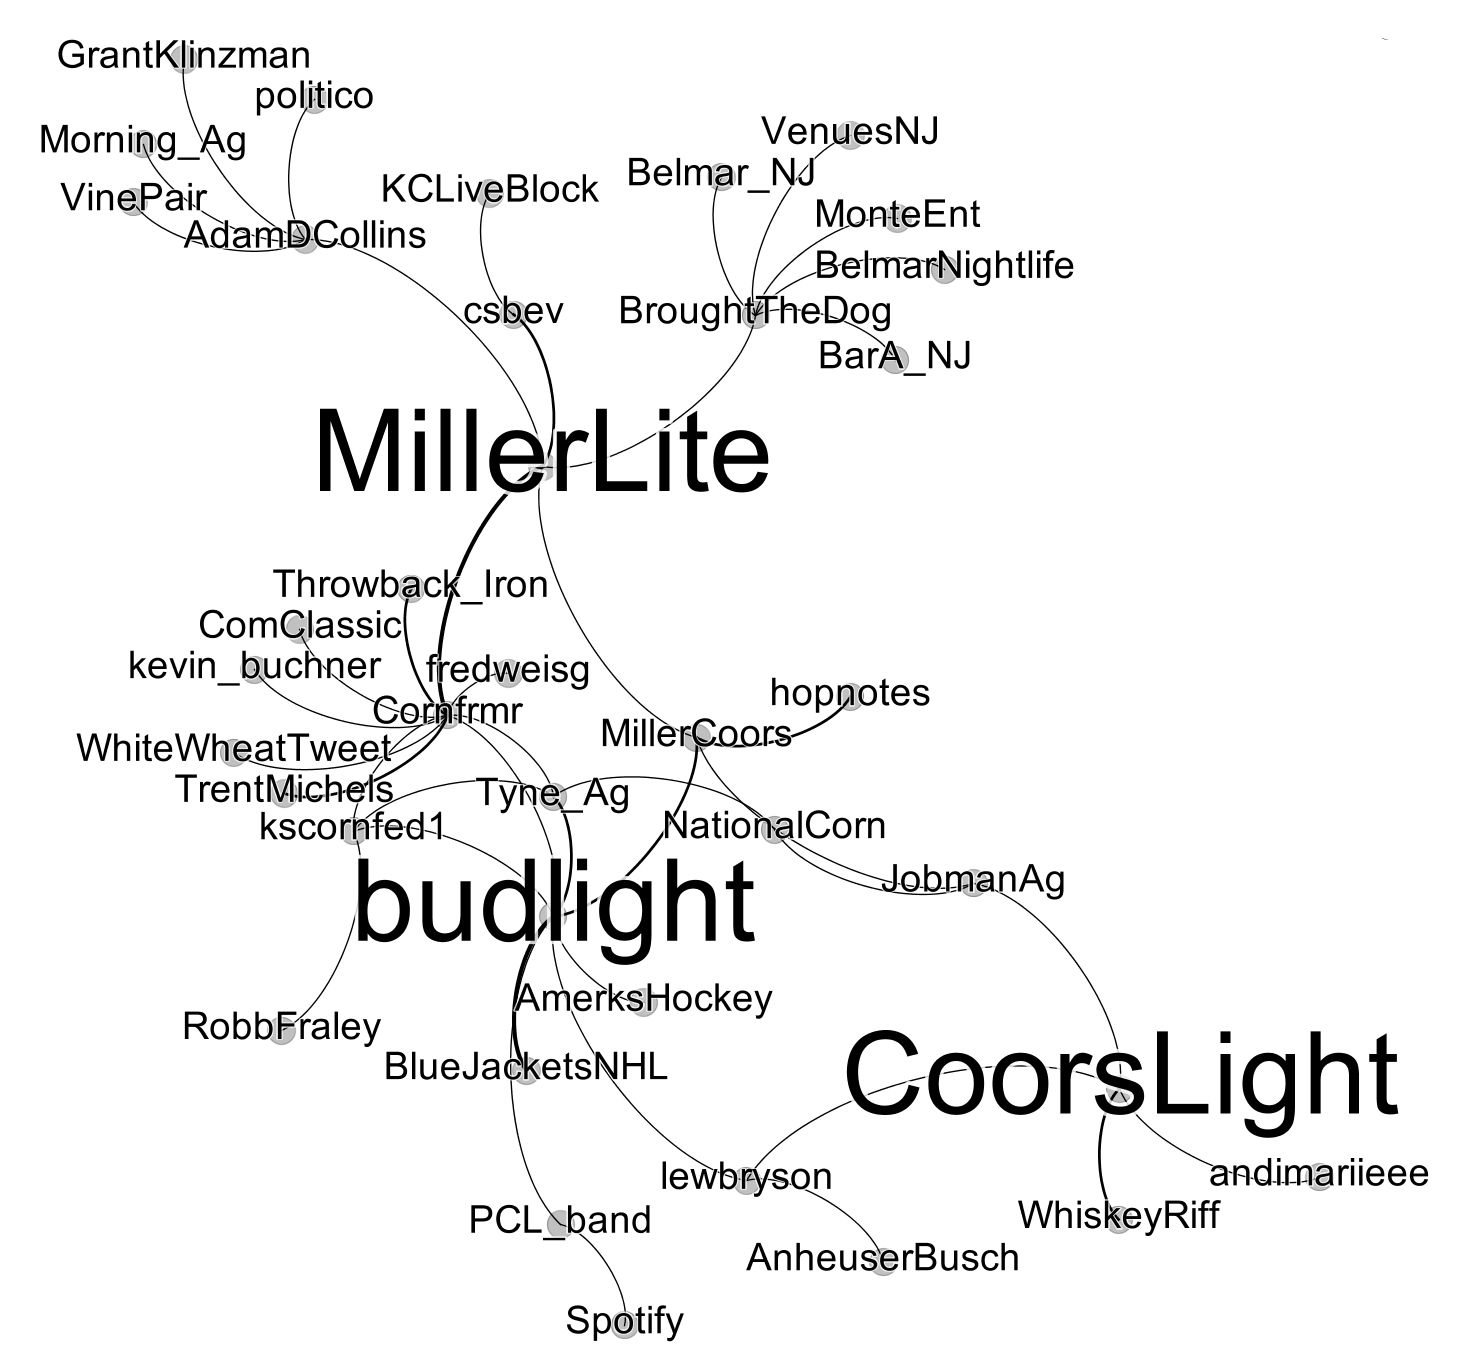 GrantKlinzman
politico
Morning_Ag
VenuesNJ
Belmar_NJ
KCLiveBlock
VinePair
MonteEnt
AdamDCollins
BelmarNightlife
csbev
BroughtTheDog
BarA_NJ
MillerLite
Throwback_Iron
ComClassic
kevin_buchner
fredweisg
hopnotes
Cornfrmr
MillerCoors
WhiteWheatTweet
TrentMichels
Tyne_Ag
kscornfed1
NationalCorn
JobmanAg
budlight
AmerksHockey
RobbFraley
BlueJacketsNHL
CoorsLight
lewbryson
andimariieee
WhiskeyRiff
PCL_band
AnheuserBusch
Spotify